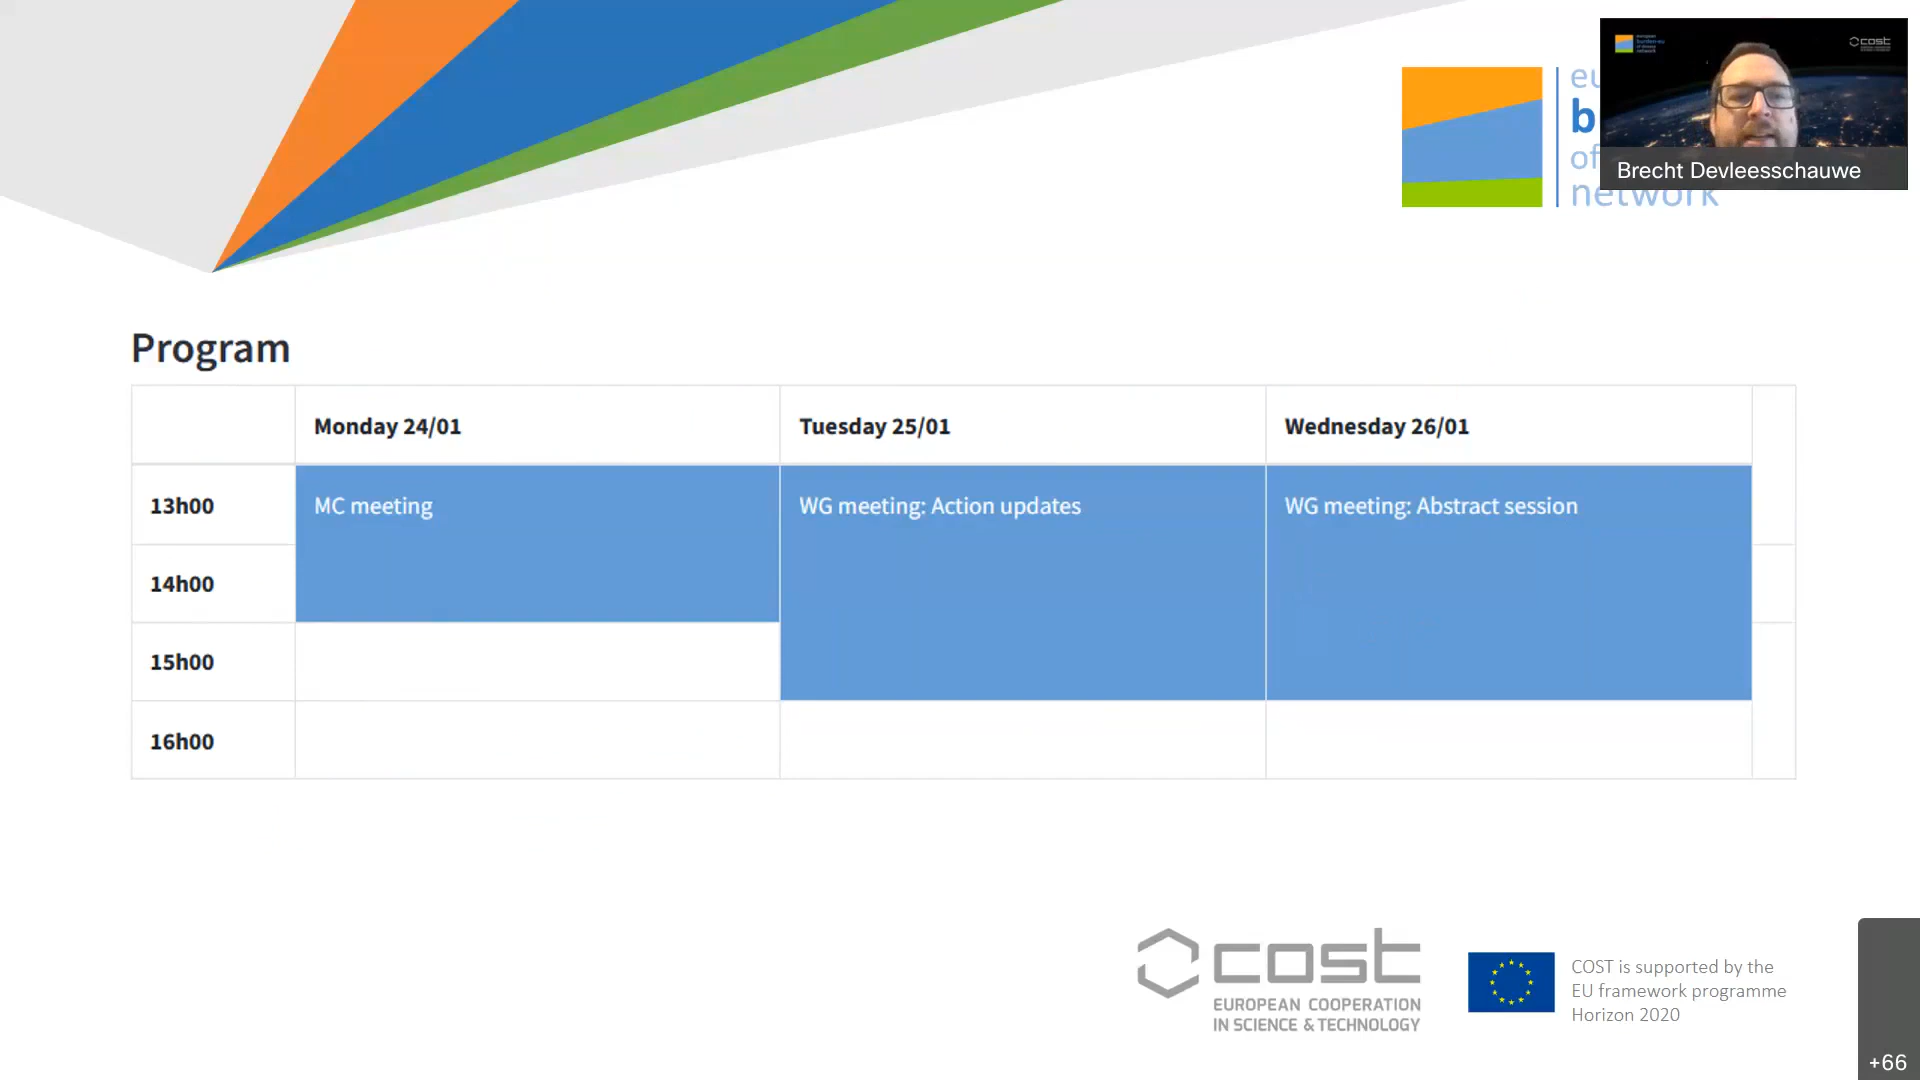 network
Brecht Devleesschauwe
cost
Program
Monday 24/01
Tuesday 25/01
Wednesday 26/01
13h00
MC meeting
WG meeting: Action updates
WG meeting: Abstract session
14h00
15h00
16h00
cost
EUROPEAN COOPERATION
IN SCIENCE & TECHNOLOGY
COST is supported by the
EU framework programme
Horizon 2020
+66